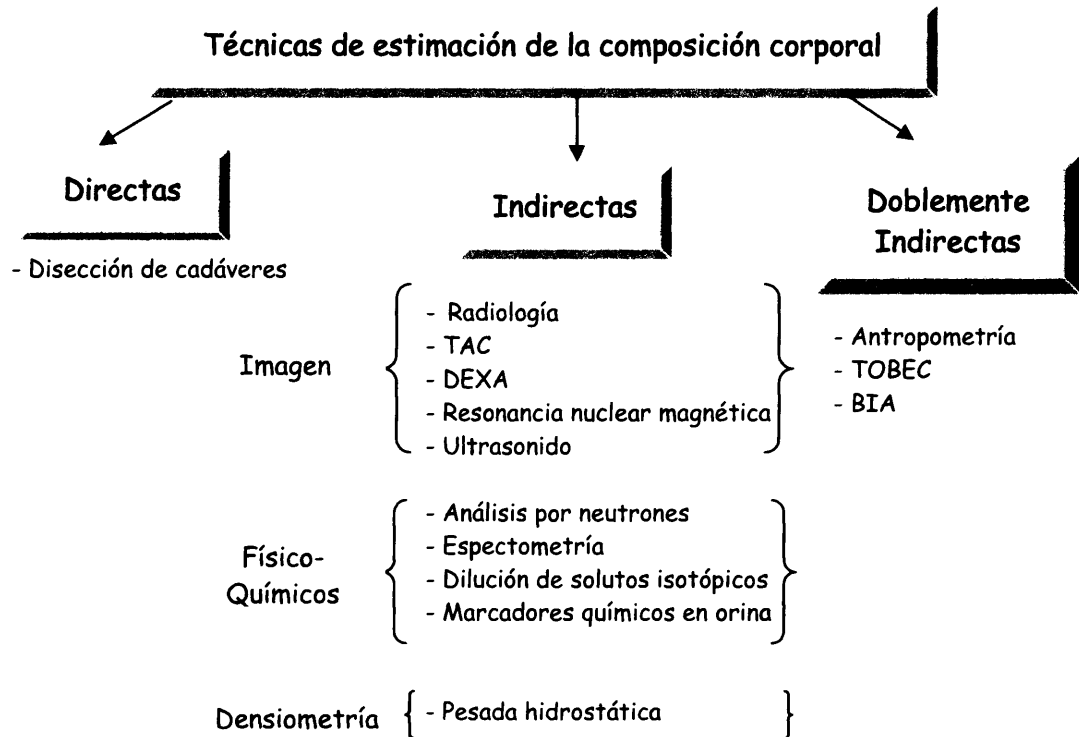 Técnicas de estimación de la composición corporal
Directas
- Disección de cadáveres
Indirectas
Imagen
- Radiología
- TAC
- DEXA
- Resonancia nuclear magnética
- Ultrasonido
Físico-
Químicos
- Análisis por neutrones
- Espectometría
- Dilución de solutos isotópicos
- Marcadores químicos en orina
Densiometría
- Pesada hidrostática
Doblemente
Indirectas
- Antropometría
- TOBEC
- BIA